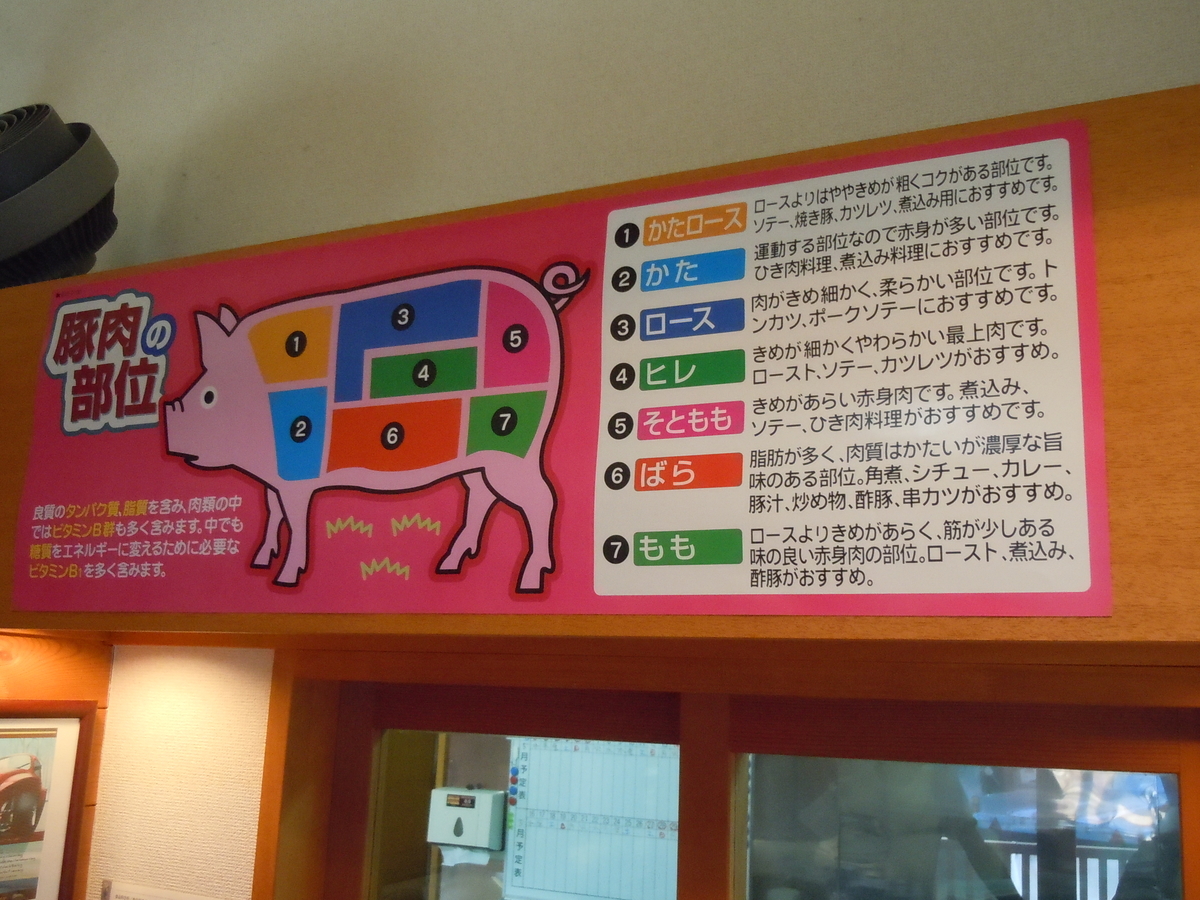 豚肉の
部位
良質のタンパク質、脂質を含み、肉類の中
ではビタミンB群も多く含みます。中でも
糖質をエネルギーに変えるために必要な
ビタミンB₁を多く含みます。
1
2
3
4
5
6
7
1 かたロース
ロースよりはややきめが粗くコクがある部位です。
ソテー、焼き豚、カツレツ、煮込み用におすすめです。
2 かた
運動する部位なので赤身が多い部位です。
ひき肉料理、煮込み料理におすすめです。
3 ロース
肉がきめ細かく、柔らかい部位です。ト
ンカツ、ポークソテーにおすすめです。
4 ヒレ
きめが細かくやわらかい最上肉です。
ロースト、ソテー、カツレツがおすすめ。
5 そともも
きめがあらい赤身肉です。煮込み、
ソテー、ひき肉料理がおすすめです。
6 ばら
脂肪が多く、肉質はかたいが濃厚な旨
味のある部位。角煮、シチュー、カレー、
豚汁、炒め物、酢豚、串カツがおすすめ。
7 もも
ロースよりきめがあらく、筋が少しある
味の良い赤身肉の部位。ロースト、煮込み、
酢豚がおすすめ。
月予定表
月予定表